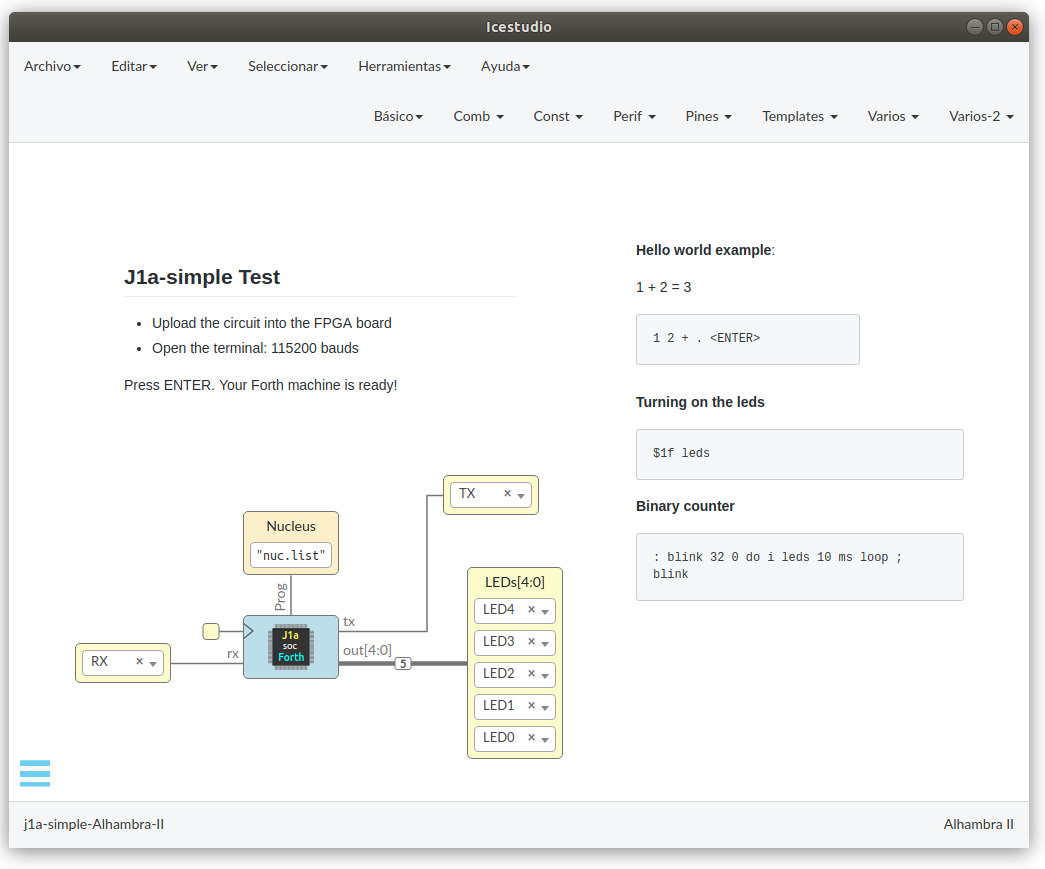 Icestudio
Archivo Editar Ver Seleccionar Herramientas Ayuda
Básico Comb Const Perif Pines Templates Varios Varios-2
J1a-simple Test
Upload the circuit into the FPGA board
Open the terminal: 115200 bauds
Press ENTER. Your Forth machine is ready!
Hello world example:
1 + 2 = 3
1 2 + . <ENTER>
Turning on the leds
$1f leds
Binary counter
: blink 32 0 do i leds 10 ms loop ;
blink
TX
Nucleus
"nuc.list"
Prog
RX
rx
J1a
soc
Forth
tx
out[4:0]
5
LEDs[4:0]
LED4
LED3
LED2
LED1
LED0
j1a-simple-Alhambra-II
Alhambra II